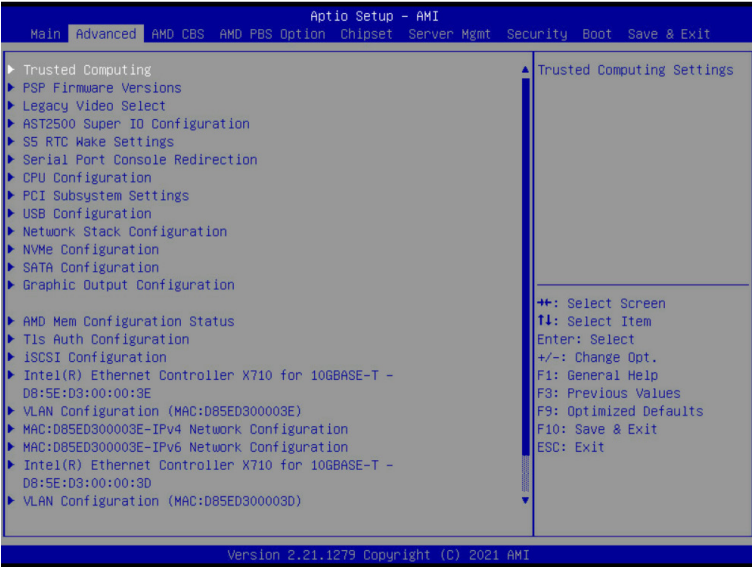 Aptio Setup – AMI
Main Advanced AMD CBS AMD PBS Option Chipset Server Mgmt Security Boot Save & Exit
Trusted Computing
PSP Firmware Versions
Legacy Video Select
AST2500 Super IO Configuration
S5 RTC Wake Settings
Serial Port Console Redirection
CPU Configuration
PCI Subsystem Settings
USB Configuration
Network Stack Configuration
NVMe Configuration
SATA Configuration
Graphic Output Configuration
AMD Mem Configuration Status
Tls Auth Configuration
iSCSI Configuration
Intel(R) Ethernet Controller X710 for 10GBASE-T –
D8:5E:D3:00:00:3E
VLAN Configuration (MAC:D85ED300003E)
MAC:D85ED300003E-IPv4 Network Configuration
MAC:D85ED300003E-IPv6 Network Configuration
Intel(R) Ethernet Controller X710 for 10GBASE-T –
D8:5E:D3:00:00:3D
VLAN Configuration (MAC:D85ED300003D)
Trusted Computing Settings
→←: Select Screen
↑↓: Select Item
Enter: Select
+/-: Change Opt.
F1: General Help
F3: Previous Values
F9: Optimized Defaults
F10: Save & Exit
ESC: Exit
Version 2.21.1279 Copyright (C) 2021 AMI